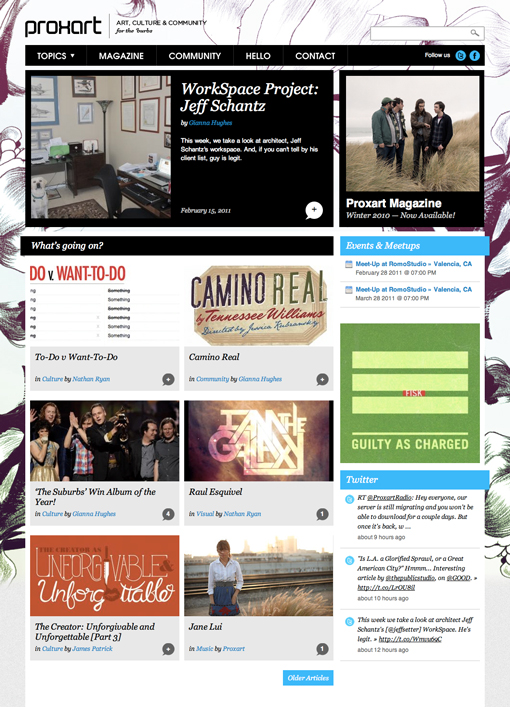 proxart
ART, CULTURE & COMMUNITY
for the 'burbs
TOPICS ▼ MAGAZINE COMMUNITY HELLO CONTACT
Follow us
WorkSpace Project:
Jeff Schantz
by Gianna Hughes
This week, we take a look at architect, Jeff
Schantz's workspace. And, if you can't tell by his
client list, guy is legit.
February 15, 2011
+
Proxart Magazine
Winter 2010 — Now Available!
What's going on?
DO v. WANT-TO-DO
ng Something
ng Something
ng Something
ng x Something
ng x Something
ng x Something
To-Do v Want-To-Do
in Culture by Nathan Ryan
+
CAMINO REAL
by Tennessee Williams
Directed by Jessica Kubzansky
Camino Real
in Community by Gianna Hughes
+
'The Suburbs' Win Album of the
Year!
in Culture by Gianna Hughes
4
I AM THE
GALAXY
Raul Esquivel
in Visual by Nathan Ryan
1
THE CREATOR AS
UNFORGIVABLE &
Unforgettable
The Creator: Unforgivable and
Unforgettable [Part 3]
in Culture by James Patrick
+
Jane Lui
in Music by Proxart
1
Older Articles
Events & Meetups
Meet-Up at RomoStudio » Valencia, CA
February 28 2011 @ 07:00 PM
Meet-Up at RomoStudio » Valencia, CA
March 28 2011 @ 07:00 PM
FISK
GUILTY AS CHARGED
Twitter
RT @ProxartRadio: Hey everyone, our
server is still migrating and you won't be
able to download for a couple days. But
once it's back, w ...
about 9 hours ago
"Is L.A. a Glorified Sprawl, or a Great
American City?" Hmmm... Interesting
article by @thepublicstudio, on @GOOD. »
http://t.co/LrOU8il
about 10 hours ago
This week we take a look at architect Jeff
Schantz's [@jeffsetter] WorkSpace. He's
legit. » http://t.co/Wmvu6qC
about 12 hours ago